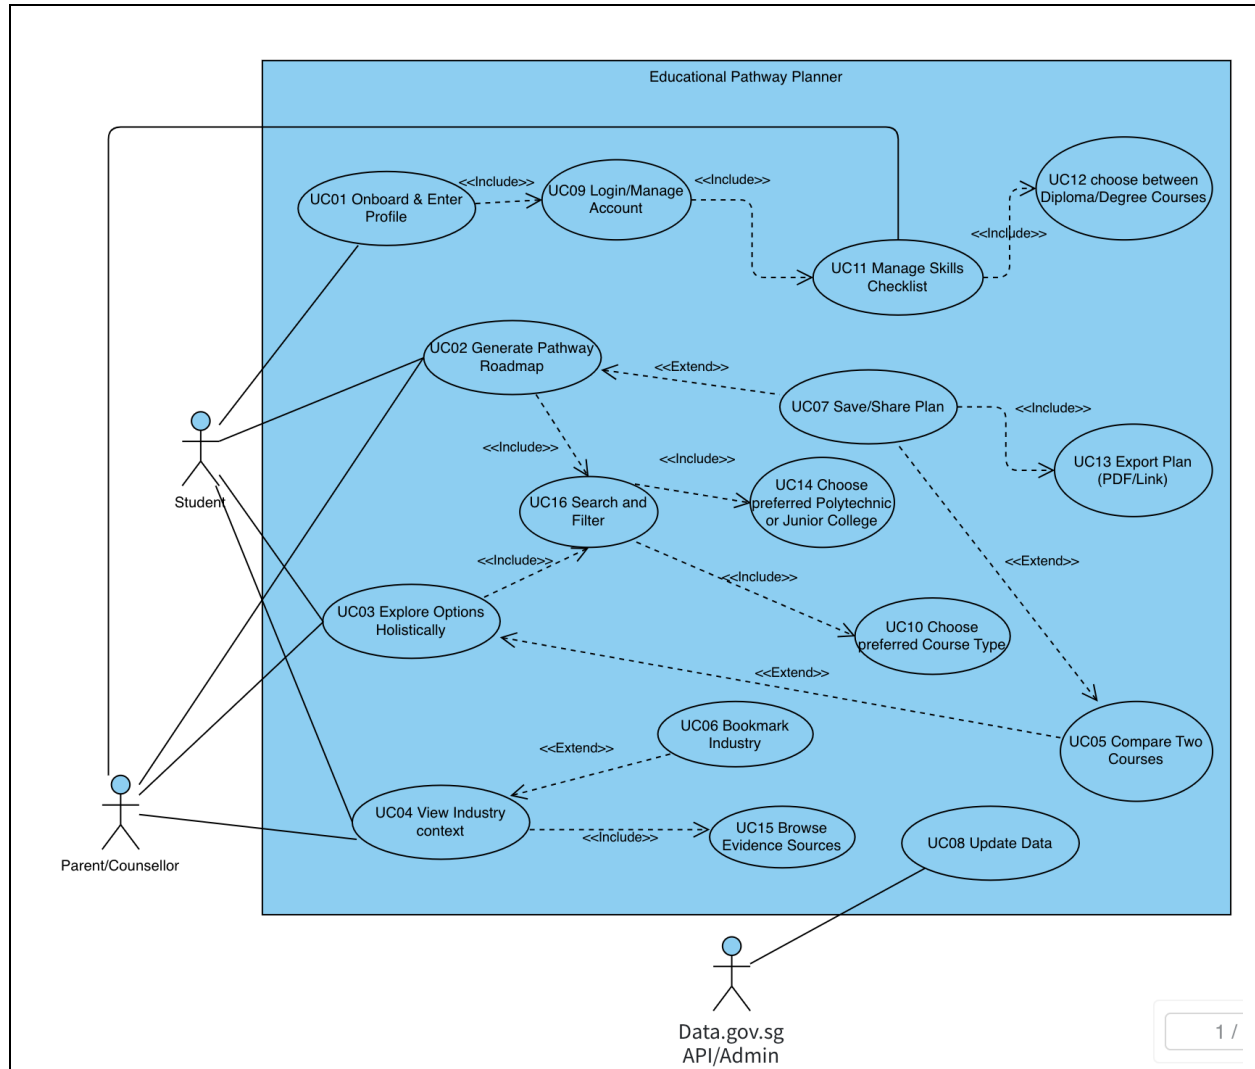 Educational Pathway Planner
UC01 Onboard & Enter
Profile
<<Include>>
UC09 Login/Manage
Account
<<Include>>
UC12 choose between
Diploma/Degree Courses
<<Include>>
UC11 Manage Skills
Checklist
UC02 Generate Pathway
Roadmap
<<Extend>>
UC07 Save/Share Plan
<<Include>>
<<Include>>
<<Include>>
UC13 Export Plan
(PDF/Link)
Student
UC16 Search and
Filter
UC14 Choose
preferred Polytechnic
or Junior College
<<Include>>
<<Include>>
<<Extend>>
UC03 Explore Options
Holistically
UC10 Choose
preferred Course Type
<<Extend>>
UC06 Bookmark
Industry
<<Extend>>
UC05 Compare Two
Courses
UC04 View Industry
context
<<Include>>
UC15 Browse
Evidence Sources
UC08 Update Data
Parent/Counsellor
Data.gov.sg
API/Admin
1 /